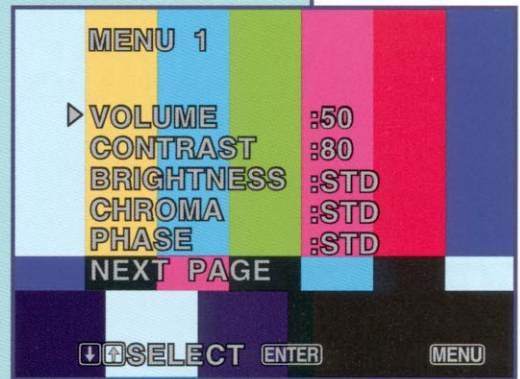 MENU 1
▷VOLUME :50
CONTRAST :80
BRIGHTNESS :STD
CHROMA :STD
PHASE :STD
NEXT PAGE
↓↑SELECT ENTER MENU